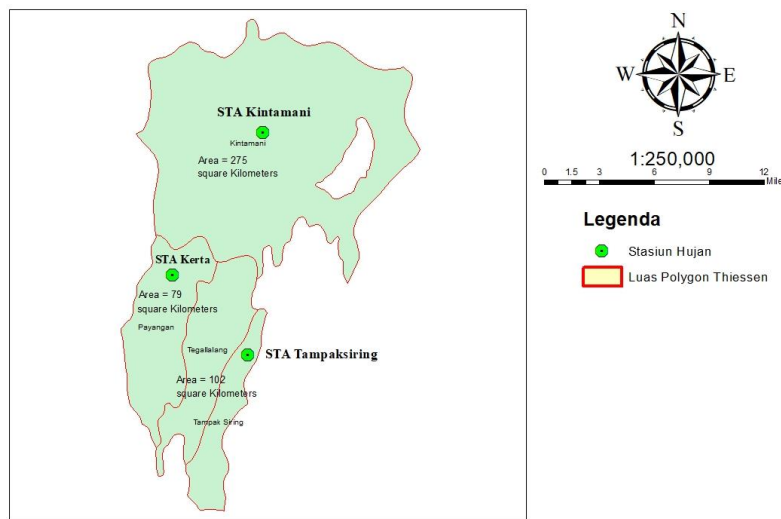 STA Kintamani
Kintamani
Area = 275
square Kilometers
STA Kerta
Area = 79
square Kilometers
Payangan
Tegallalang
STA Tampaksiring
Area = 102
square Kilometers
Tampak Siring
N
W E
S
1:250,000
0 1.5 3 6 9 12
Mile
Legenda
Stasiun Hujan
Luas Polygon Thiessen